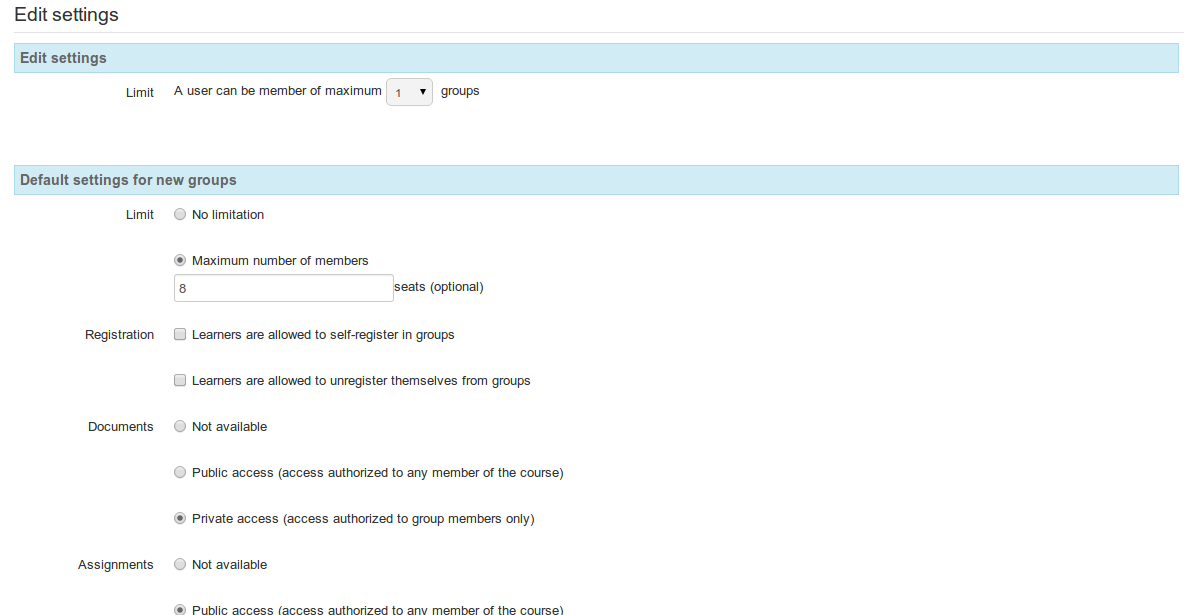 Edit settings
Edit settings
Limit A user can be member of maximum 1 groups
Default settings for new groups
Limit No limitation
Maximum number of members
8 seats (optional)
Registration Learners are allowed to self-register in groups
Learners are allowed to unregister themselves from groups
Documents Not available
Public access (access authorized to any member of the course)
Private access (access authorized to group members only)
Assignments Not available
Public access (access authorized to any member of the course)